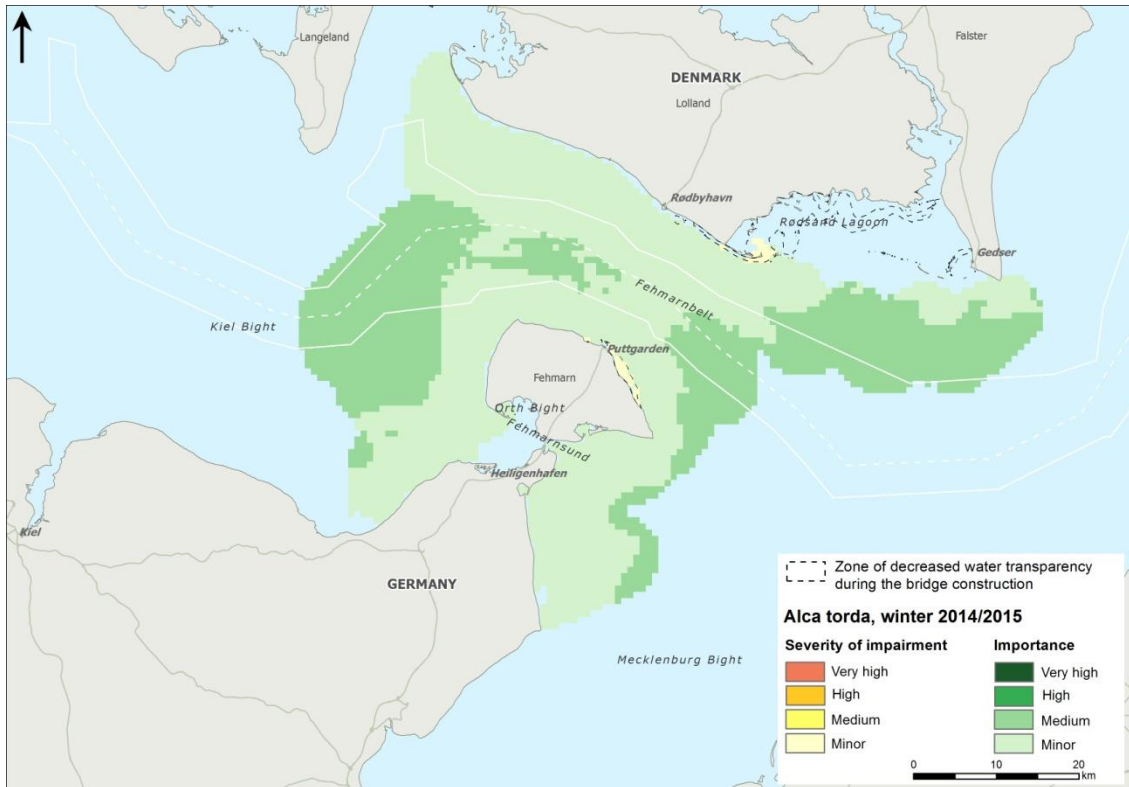 Langeland
Falster
DENMARK
Lolland
Rødbyhavn
Rødsand Lagoon
Gedser
Fehmarnbelt
Kiel Bight
Puttgarden
Fehmarn
Orth Bight
Fehmarnsund
Heiligenhafen
Kiel
GERMANY
Mecklenburg Bight
Zone of decreased water transparency
during the bridge construction
Alca torda, winter 2014/2015
Severity of impairment
Very high
High
Medium
Minor
Importance
Very high
High
Medium
Minor
0 10 20
km